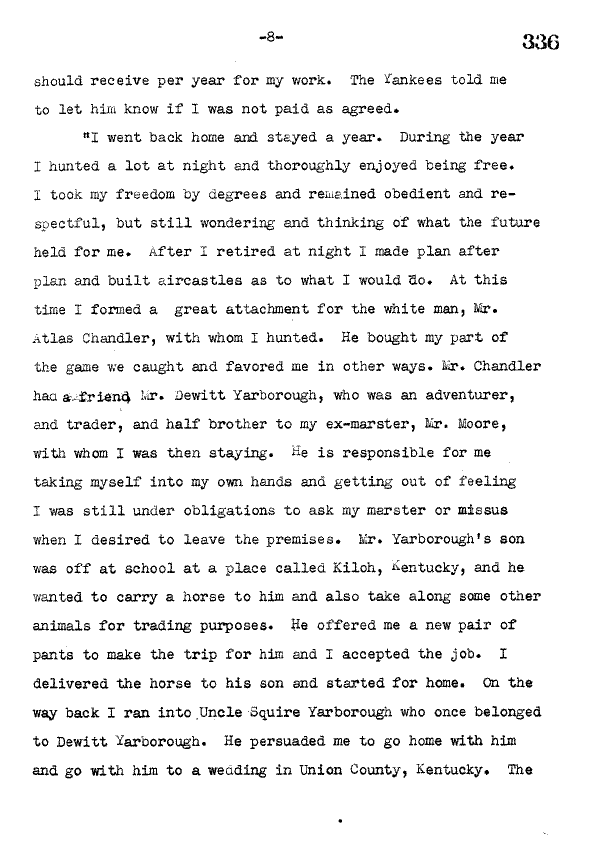 -8-
336
should receive per year for my work. The Yankees told me
to let him know if I was not paid as agreed.
"I went back home and stayed a year. During the year
I hunted a lot at night and thoroughly enjoyed being free.
I took my freedom by degrees and remained obedient and re-
spectful, but still wondering and thinking of what the future
held for me. After I retired at night I made plan after
plan and built aircastles as to what I would do. At this
time I formed a great attachment for the white man, Mr.
Atlas Chandler, with whom I hunted. He bought my part of
the game we caught and favored me in other ways. Mr. Chandler
had a friend Mr. Dewitt Yarborough, who was an adventurer,
and trader, and half brother to my ex-marster, Mr. Moore,
with whom I was then staying. He is responsible for me
taking myself into my own hands and getting out of feeling
I was still under obligations to ask my marster or missus
when I desired to leave the premises. Mr. Yarborough's son
was off at school at a place called Kiloh, Kentucky, and he
wanted to carry a horse to him and also take along some other
animals for trading purposes. He offered me a new pair of
pants to make the trip for him and I accepted the job. I
delivered the horse to his son and started for home. On the
way back I ran into Uncle Squire Yarborough who once belonged
to Dewitt Yarborough. He persuaded me to go home with him
and go with him to a wedding in Union County, Kentucky. The